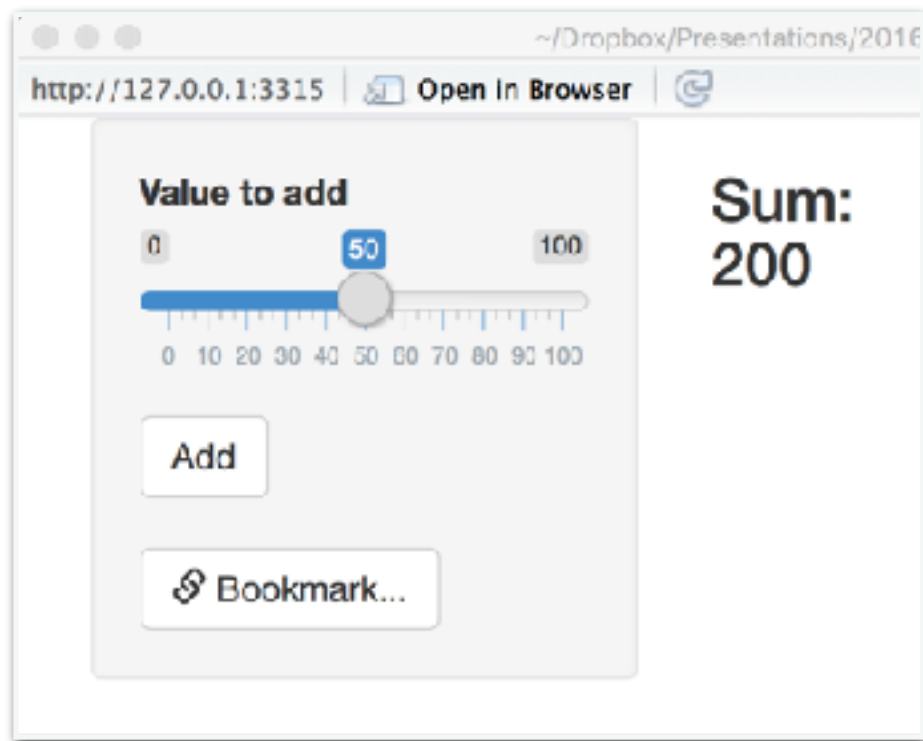 ~/Dropbox/Presentations/2016
http://127.0.0.1:3315 Open in Browser
Value to add
0 50 100
0 10 20 30 40 50 60 70 80 90 100
Add
Bookmark...
Sum:
200